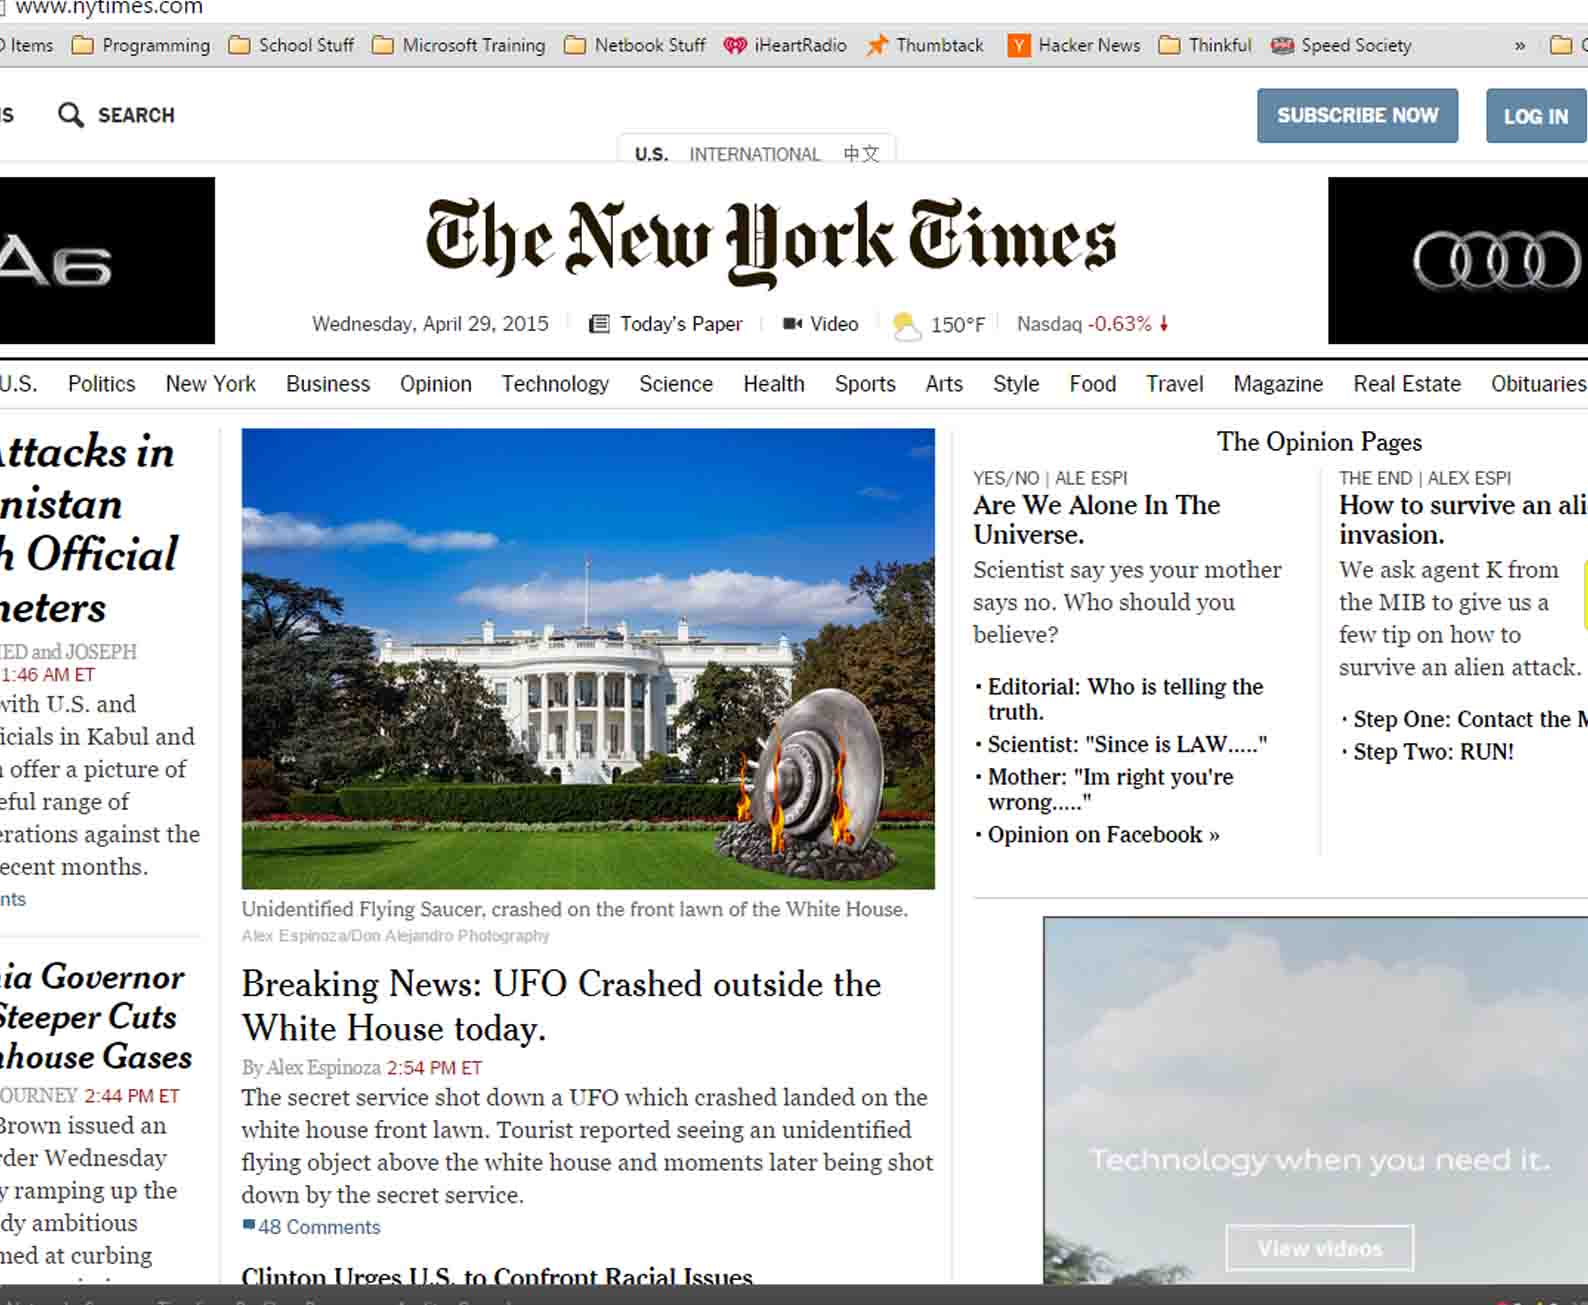 www.nytimes.com
Items
Programming
School Stuff
Microsoft Training
Netbook Stuff
iHeartRadio
Thumbtack
Y Hacker News
Thinkful
Speed Society
»
SEARCH
SUBSCRIBE NOW
LOG IN
U.S. INTERNATIONAL 中文
A6
The New York Times
Wednesday, April 29, 2015
Today's Paper
Video
150°F
Nasdaq -0.63%
U.S. Politics New York Business Opinion Technology Science Health Sports Arts Style Food Travel Magazine Real Estate Obituaries
Attacks in
nistan
h Official
meters
ED and JOSEPH
1:46 AM ET
with U.S. and
icials in Kabul and
offer a picture of
eful range of
erations against the
recent months.
nts
nia Governor
Steeper Cuts
nhouse Gases
OURNEY 2:44 PM ET
Brown issued an
rder Wednesday
y ramping up the
dy ambitious
med at curbing
Unidentified Flying Saucer, crashed on the front lawn of the White House.
Alex Espinoza/Don Alejandro Photography
Breaking News: UFO Crashed outside the
White House today.
By Alex Espinoza 2:54 PM ET
The secret service shot down a UFO which crashed landed on the
white house front lawn. Tourist reported seeing an unidentified
flying object above the white house and moments later being shot
down by the secret service.
48 Comments
Clinton Urges U.S. to Confront Racial Issues
The Opinion Pages
YES/NO | ALE ESPI
Are We Alone In The
Universe.
Scientist say yes your mother
says no. Who should you
believe?
• Editorial: Who is telling the
truth.
• Scientist: "Since is LAW....."
• Mother: "Im right you're
wrong....."
• Opinion on Facebook »
THE END | ALEX ESPI
How to survive an ali
invasion.
We ask agent K from
the MIB to give us a
few tip on how to
survive an alien attack.
• Step One: Contact the M
• Step Two: RUN!
Technology when you need it.
View videos